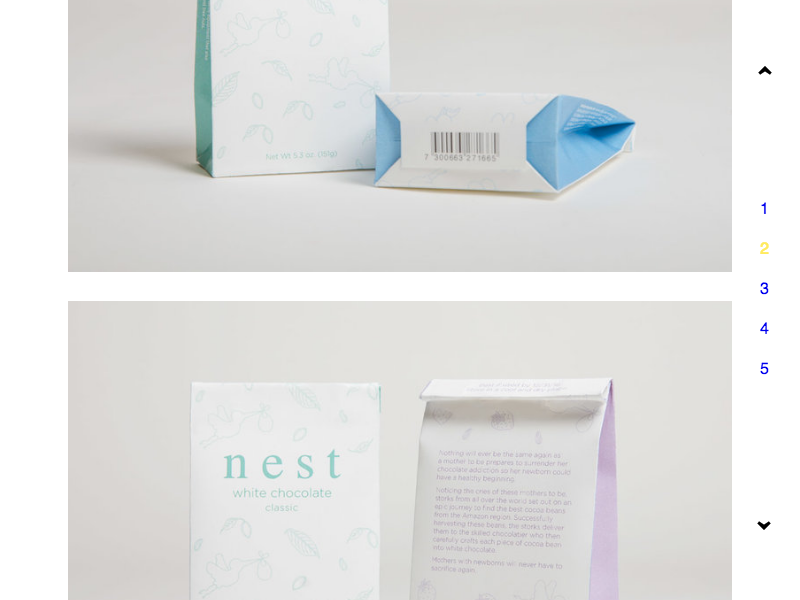 Net Wt 5.5 oz. (151g)
7 300663 271665
1
2
3
4
5
nest
white chocolate
classic
Nothing will ever be the same again as
a mother to be prepares to surrender her
chocolate addiction so her newborn could
have a healthy beginning.
Noticing the cries of these mothers to be,
storks from all over the world set out on an
epic journey to find the best cocoa beans
from the Amazon region. Successfully
harvesting these beans, the storks deliver
them to the skilled chocolatier who then
carefully crafts each piece of cocoa bean
into white chocolate.
Mothers with newborns will never have to
sacrifice again.